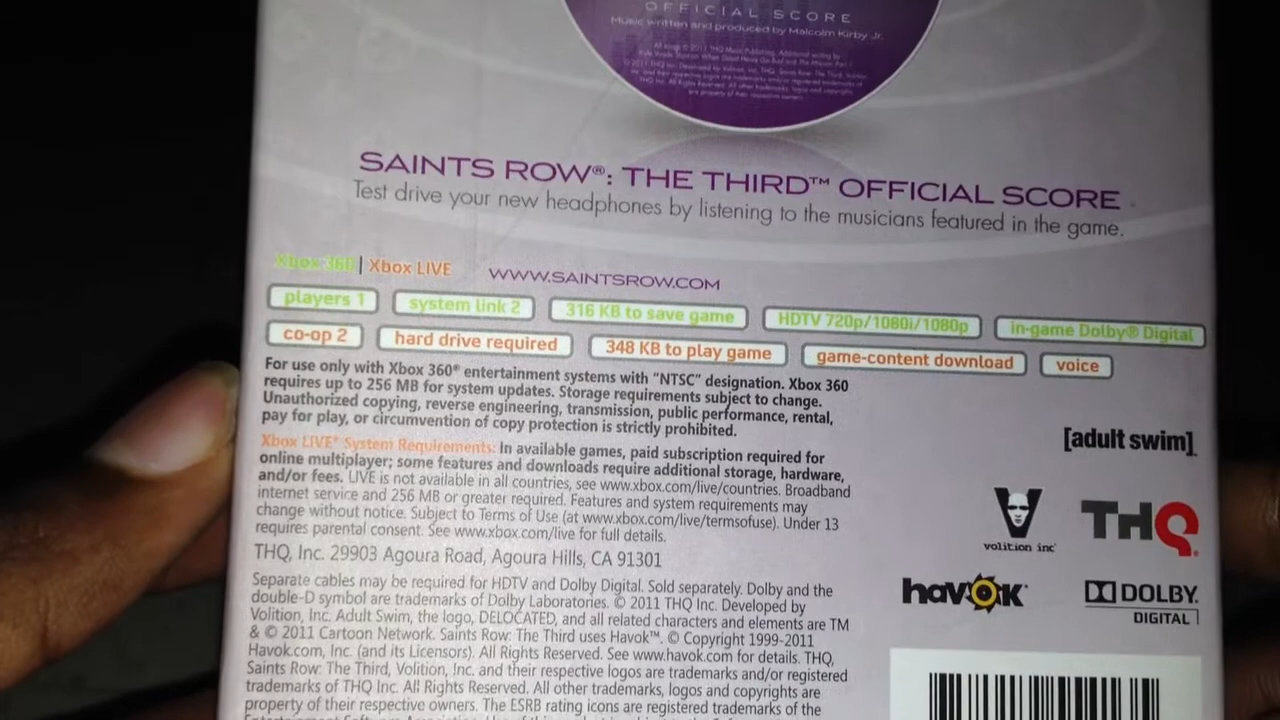 OFFICIAL SCORE
Music written and produced by Malcolm Kirby Jr.
SAINTS ROW®: THE THIRD™ OFFICIAL SCORE
Test drive your new headphones by listening to the musicians featured in the game.
Xbox 360 | Xbox LIVE WWW.SAINTSROW.COM
players 1 system link 2 316 KB to save game HDTV 720p/1080i/1080p in-game Dolby® Digital
co-op 2 hard drive required 348 KB to play game game-content download voice
For use only with Xbox 360® entertainment systems with "NTSC" designation. Xbox 360
requires up to 256 MB for system updates. Storage requirements subject to change.
Unauthorized copying, reverse engineering, transmission, public performance, rental,
pay for play, or circumvention of copy protection is strictly prohibited.
Xbox LIVE® System Requirements: In available games, paid subscription required for
online multiplayer; some features and downloads require additional storage, hardware,
and/or fees. LIVE is not available in all countries, see www.xbox.com/live/countries. Broadband
internet service and 256 MB or greater required. Features and system requirements may
change without notice. Subject to Terms of Use (at www.xbox.com/live/termsofuse). Under 13
requires parental consent. See www.xbox.com/live for full details.
THQ, Inc. 29903 Agoura Road, Agoura Hills, CA 91301
Separate cables may be required for HDTV and Dolby Digital. Sold separately. Dolby and the
double-D symbol are trademarks of Dolby Laboratories. © 2011 THQ Inc. Developed by
Volition, Inc. Adult Swim, the logo, DELOCATED, and all related characters and elements are TM
& © 2011 Cartoon Network. Saints Row: The Third uses Havok™. © Copyright 1999-2011
Havok.com, Inc. (and its Licensors). All Rights Reserved. See www.havok.com for details. THQ,
Saints Row: The Third, Volition, Inc. and their respective logos are trademarks and/or registered
trademarks of THQ Inc. All Rights Reserved. All other trademarks, logos and copyrights are
property of their respective owners. The ESRB rating icons are registered trademarks of the
[adult swim]
volition inc
THQ
havok
DOLBY
DIGITAL